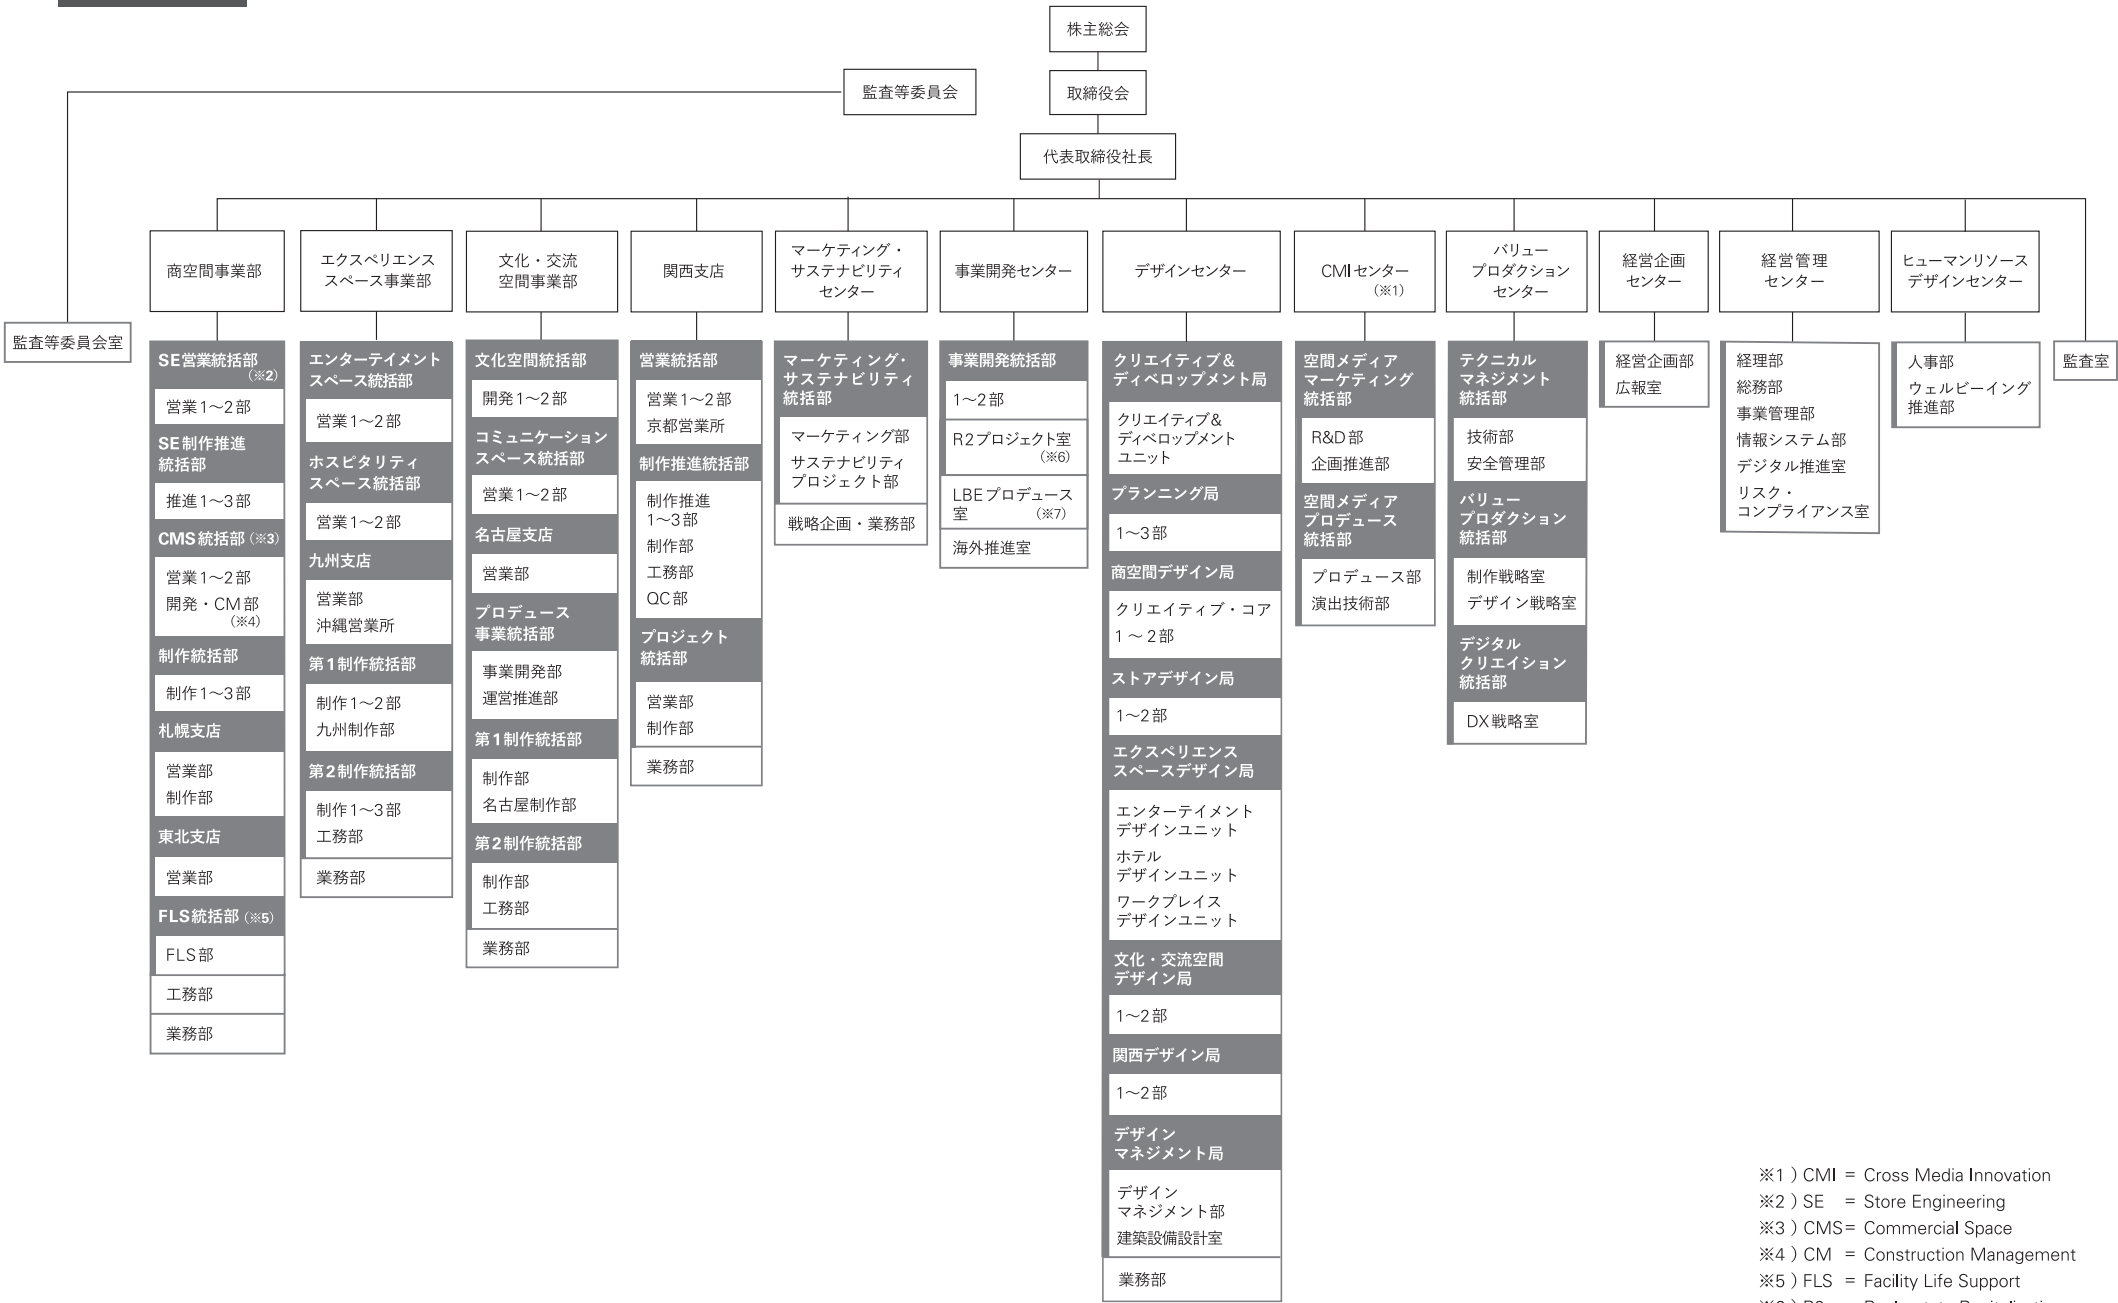 株主総会
監査等委員会
取締役会
代表取締役社長
監査等委員会室
商空間事業部
SE営業統括部
(※2)
営業1〜2部
SE制作推進
統括部
推進1〜3部
CMS統括部(※3)
営業1〜2部
開発・CM部
(※4)
制作統括部
制作1〜3部
札幌支店
営業部
制作部
東北支店
営業部
FLS統括部(※5)
FLS部
工務部
業務部
エクスペリエンス
スペース事業部
エンターテイメント
スペース統括部
営業1〜2部
ホスピタリティ
スペース統括部
営業1〜2部
九州支店
営業部
沖縄営業所
第1制作統括部
制作1〜2部
九州制作部
第2制作統括部
制作1〜3部
工務部
業務部
文化・交流
空間事業部
文化空間統括部
開発1〜2部
コミュニケーション
スペース統括部
営業1〜2部
名古屋支店
営業部
プロデュース
事業統括部
事業開発部
運営推進部
第1制作統括部
制作部
名古屋制作部
第2制作統括部
制作部
工務部
業務部
関西支店
営業統括部
営業1〜2部
京都営業所
制作推進統括部
制作推進
1〜3部
制作部
工務部
QC部
プロジェクト
統括部
営業部
制作部
業務部
マーケティング・
サステナビリティ
センター
マーケティング・
サステナビリティ
統括部
マーケティング部
サステナビリティ
プロジェクト部
戦略企画・業務部
事業開発センター
事業開発統括部
1〜2部
R2プロジェクト室
(※6)
LBEプロデュース
室 (※7)
海外推進室
デザインセンター
クリエイティブ&
ディベロップメント局
クリエイティブ&
ディベロップメント
ユニット
プランニング局
1〜3部
商空間デザイン局
クリエイティブ・コア
1〜2部
ストアデザイン局
1〜2部
エクスペリエンス
スペースデザイン局
エンターテイメント
デザインユニット
ホテル
デザインユニット
ワークプレイス
デザインユニット
文化・交流空間
デザイン局
1〜2部
関西デザイン局
1〜2部
デザイン
マネジメント局
デザイン
マネジメント部
建築設備設計室
業務部
CMIセンター
(※1)
空間メディア
マーケティング
統括部
R&D部
企画推進部
空間メディア
プロデュース
統括部
プロデュース部
演出技術部
バリュー
プロダクション
センター
テクニカル
マネジメント
統括部
技術部
安全管理部
バリュー
プロダクション
統括部
制作戦略室
デザイン戦略室
デジタル
クリエイション
統括部
DX戦略室
経営企画
センター
経営企画部
広報室
経営管理
センター
経理部
総務部
事業管理部
情報システム部
デジタル推進室
リスク・
コンプライアンス室
ヒューマンリソース
デザインセンター
人事部
ウェルビーイング
推進部
監査室
※1 ) CMI = Cross Media Innovation
※2 ) SE = Store Engineering
※3 ) CMS = Commercial Space
※4 ) CM = Construction Management
※5 ) FLS = Facility Life Support